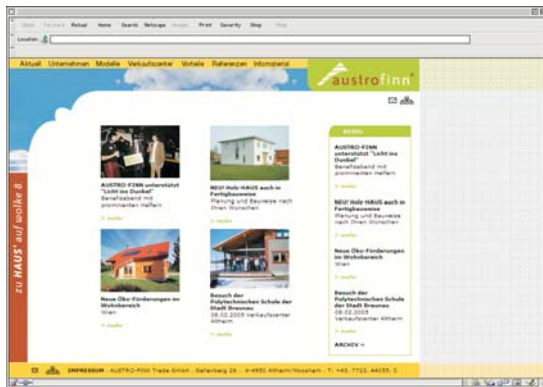 Back Forward Reload Home Search Netscape Images Print Security Shop Stop
Location:
Aktuell Unternehmen Modelle Verkaufscenter Vorteile Referenzen Infomaterial
austrofinn
zu HAUS' auf wolke 8
AUSTRO-FINN unterstützt
"Licht ins Dunkel"
Benefizabend mit
prominenten Helfern
> mehr
NEU! Holz-HAUS auch in
Fertigbauweise
Planung und Bauweise nach
Ihren Wünschen
> mehr
Neue Öko-Förderungen im
Wohnbereich
Wien
> mehr
Besuch der
Polytechnischen Schule der
Stadt Braunau
08.02.2003 Verkaufscenter
Altheim
> mehr
NEWS:
AUSTRO-FINN
unterstützt "Licht ins
Dunkel"
Benefizabend mit
prominenten Helfern
> mehr
NEU! Holz-HAUS auch in
Fertigbauweise
Planung und Bauweise
nach Ihren Wünschen
> mehr
Neue Öko-Förderungen
im Wohnbereich
Wien
> mehr
Besuch der
Polytechnischen Schule
der Stadt Braunau
08.02.2003
Verkaufscenter Altheim
> mehr
ARCHIV
IMPRESSUM . AUSTRO-FINN Trade GmbH . Gallenberg 26 . A-4950 Altheim/Moosham . T: +43. 7723. 44035. 0